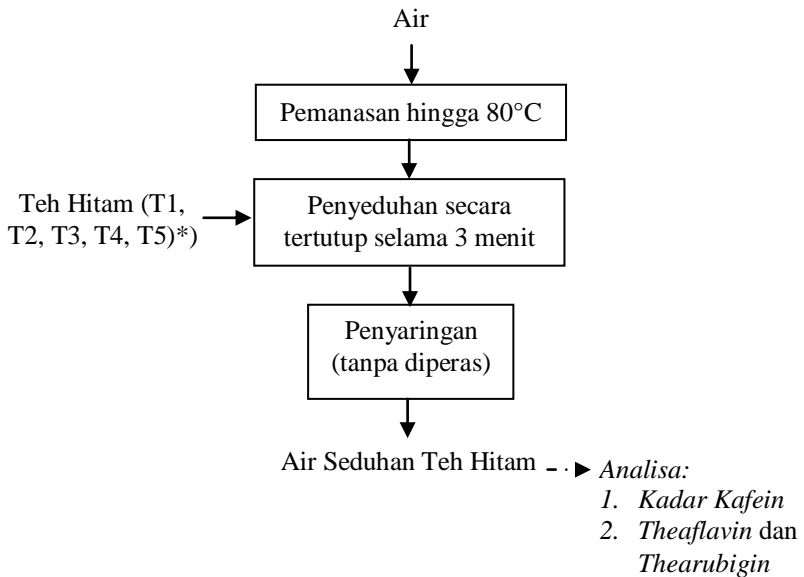 Air
Pemanasan hingga 80°C
Teh Hitam (T1,
T2, T3, T4, T5)*)
Penyeduhan secara
tertutup selama 3 menit
Penyaringan
(tanpa diperas)
Air Seduhan Teh Hitam
Analisa:
1. Kadar Kafein
2. Theaflavin dan
Thearubigin